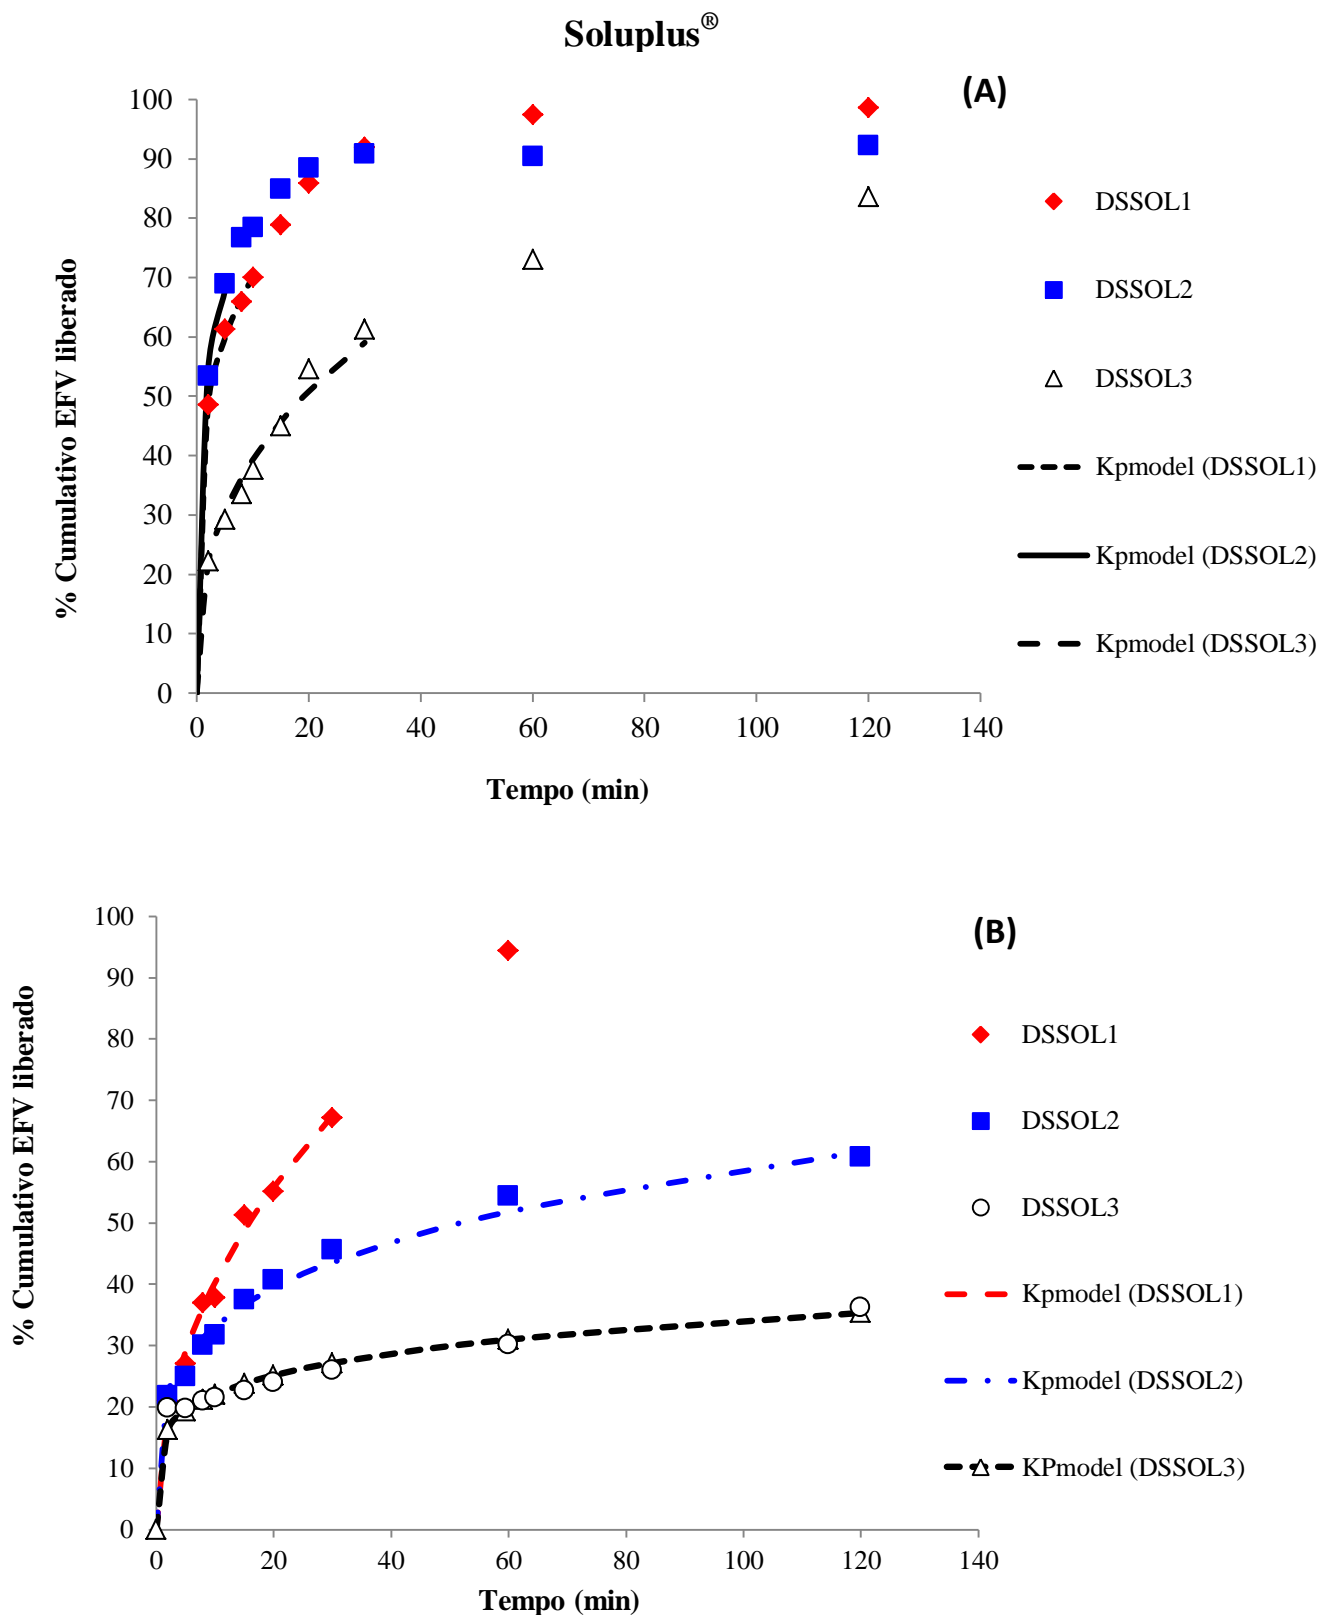 Soluplus®
(A)
% Cumulativo EFV liberado
100
90
80
70
60
50
40
30
20
10
0
0 20 40 60 80 100 120 140
Tempo (min)
DSSOL1
DSSOL2
DSSOL3
Kpmodel (DSSOL1)
Kpmodel (DSSOL2)
Kpmodel (DSSOL3)
(B)
% Cumulativo EFV liberado
100
90
80
70
60
50
40
30
20
10
0
0 20 40 60 80 100 120 140
Tempo (min)
DSSOL1
DSSOL2
DSSOL3
Kpmodel (DSSOL1)
Kpmodel (DSSOL2)
KPmodel (DSSOL3)